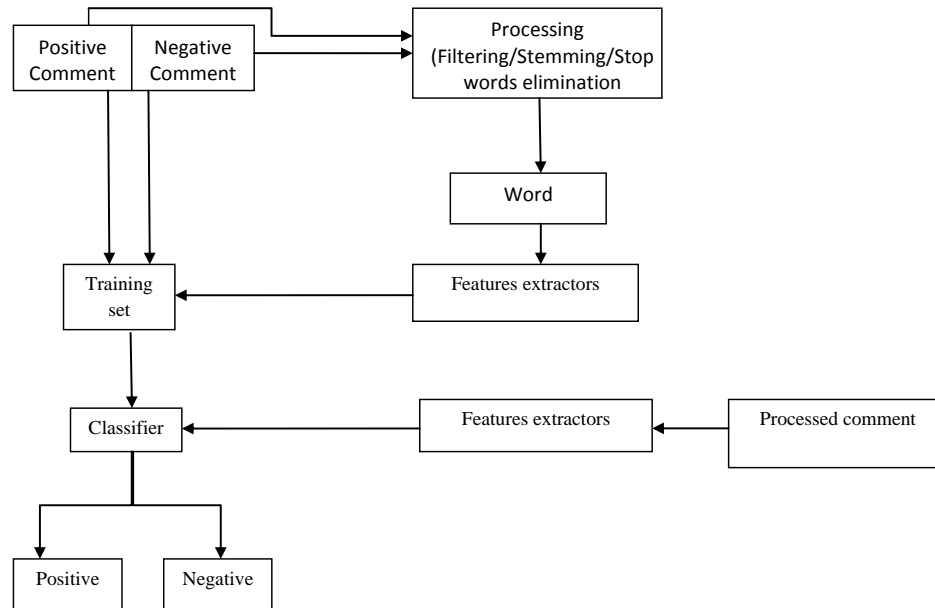 Positive
Comment
Negative
Comment
Processing
(Filtering/Stemming/Stop
words elimination
Word
Training
set
Features extractors
Classifier
Features extractors
Processed comment
Positive
Negative